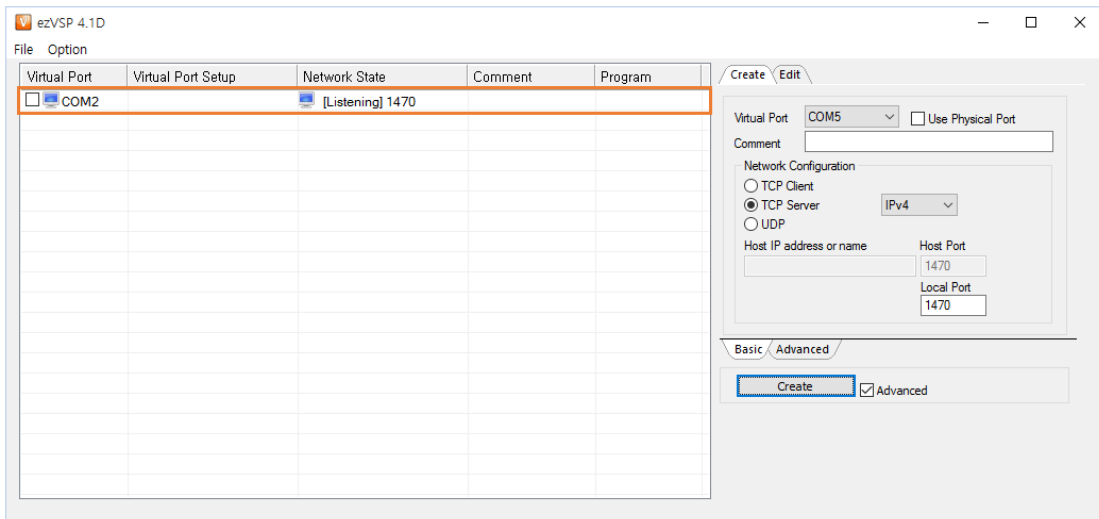 ezVSP 4.1D
File Option
Virtual Port Virtual Port Setup Network State Comment Program
COM2 [Listening] 1470
Create Edit
Virtual Port COM5 Use Physical Port
Comment
Network Configuration
TCP Client
TCP Server IPv4
UDP
Host IP address or name Host Port
1470
Local Port
1470
Basic Advanced
Create Advanced